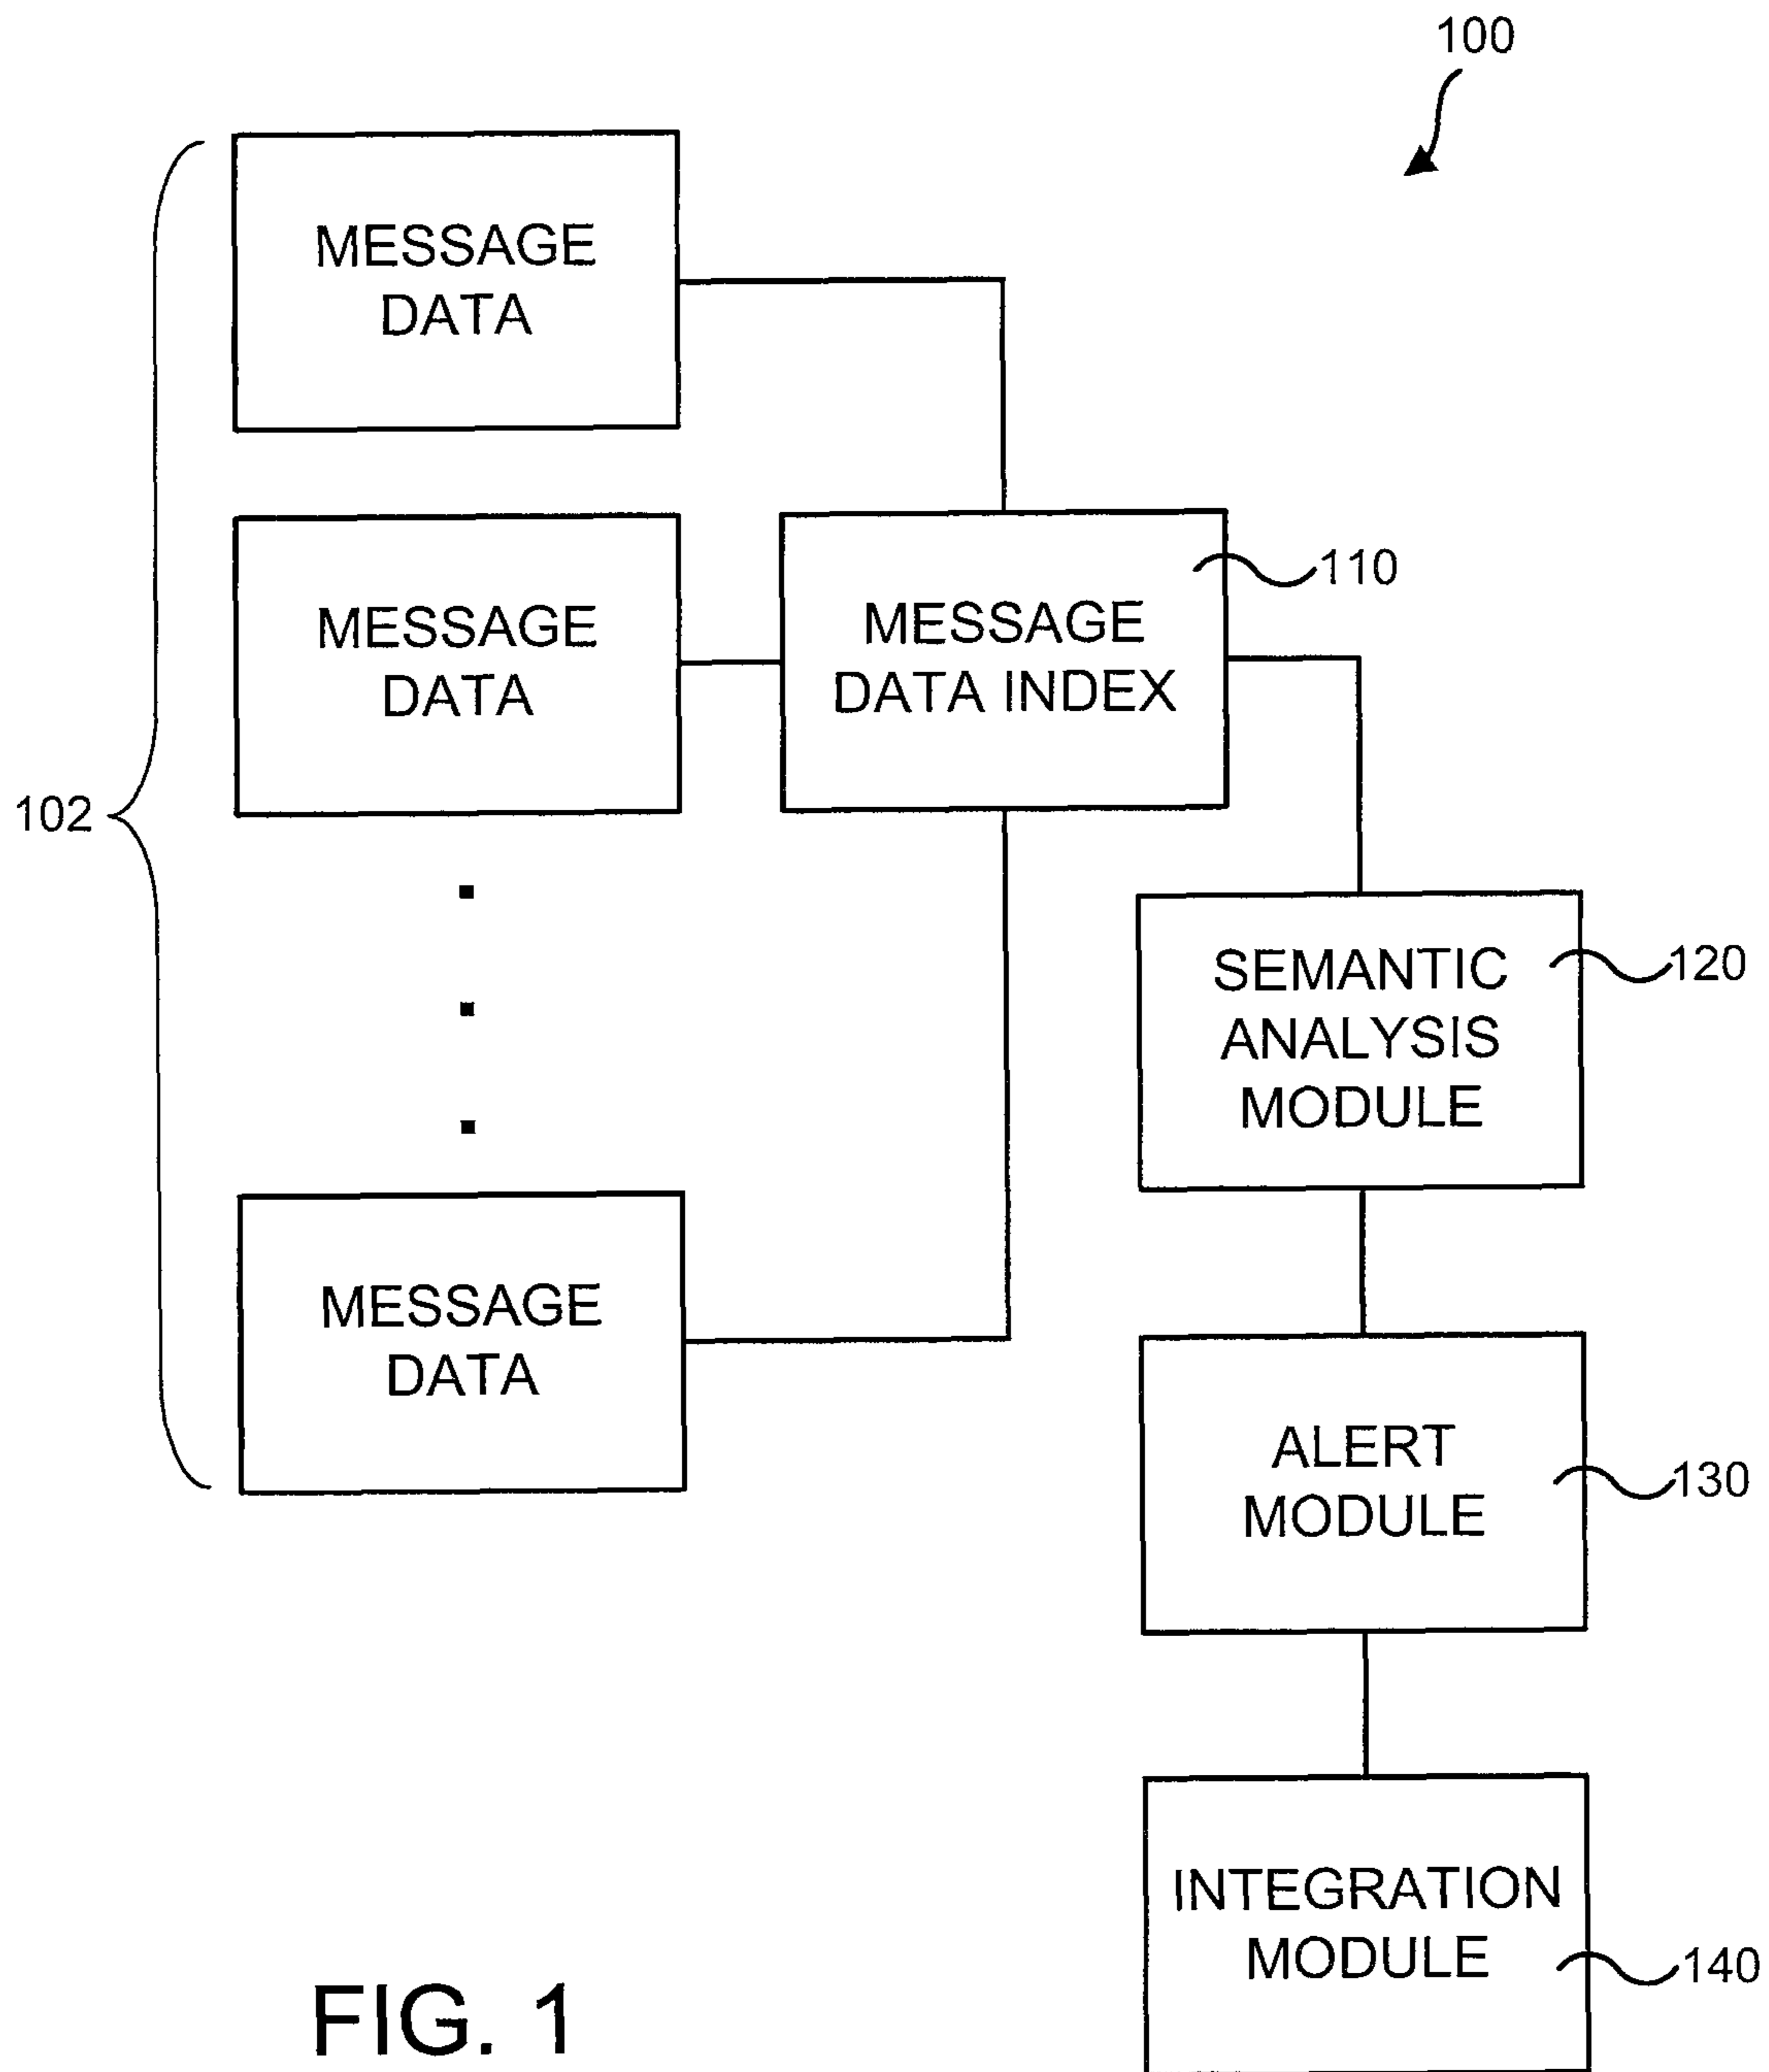 100
MESSAGE
DATA
MESSAGE
DATA
102
MESSAGE
DATA INDEX
110
SEMANTIC
ANALYSIS
MODULE
120
MESSAGE
DATA
ALERT
MODULE
130
INTEGRATION
MODULE
140
FIG. 1